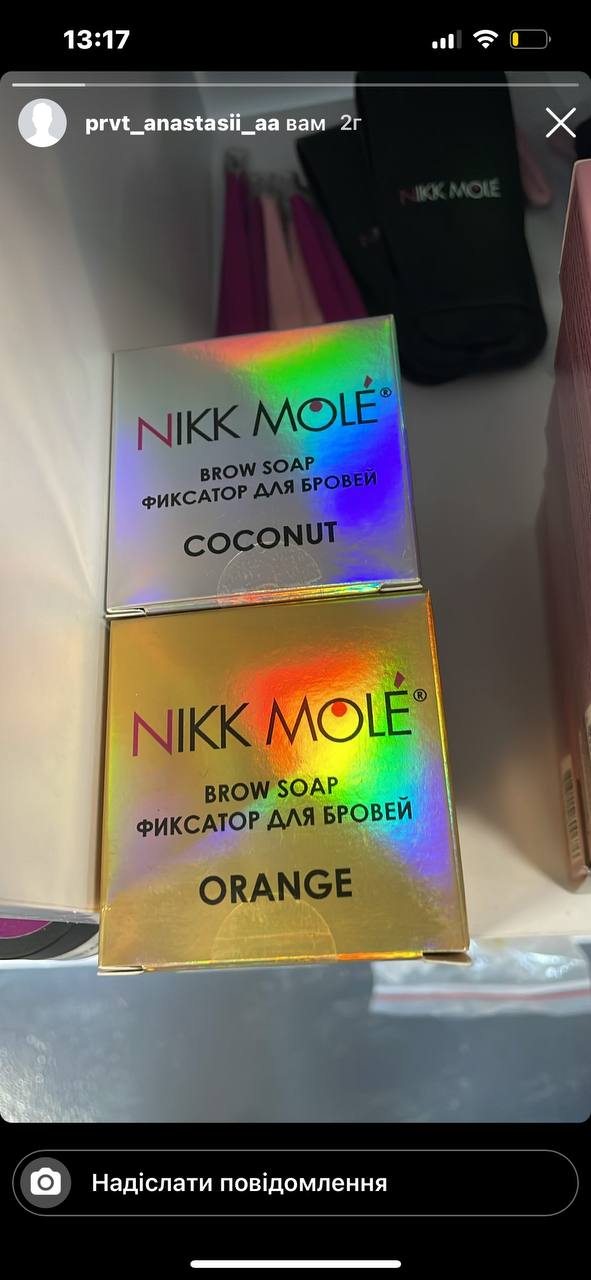 13:17
prvt_anastasii_aa вам 2г
NIKK MOLÉ
NIKK MOLÉ®
BROW SOAP
ФИКСАТОР ДЛЯ БРОВЕЙ
COCONUT
NIKK MOLÉ®
BROW SOAP
ФИКСАТОР ДЛЯ БРОВЕЙ
ORANGE
Надіслати повідомлення